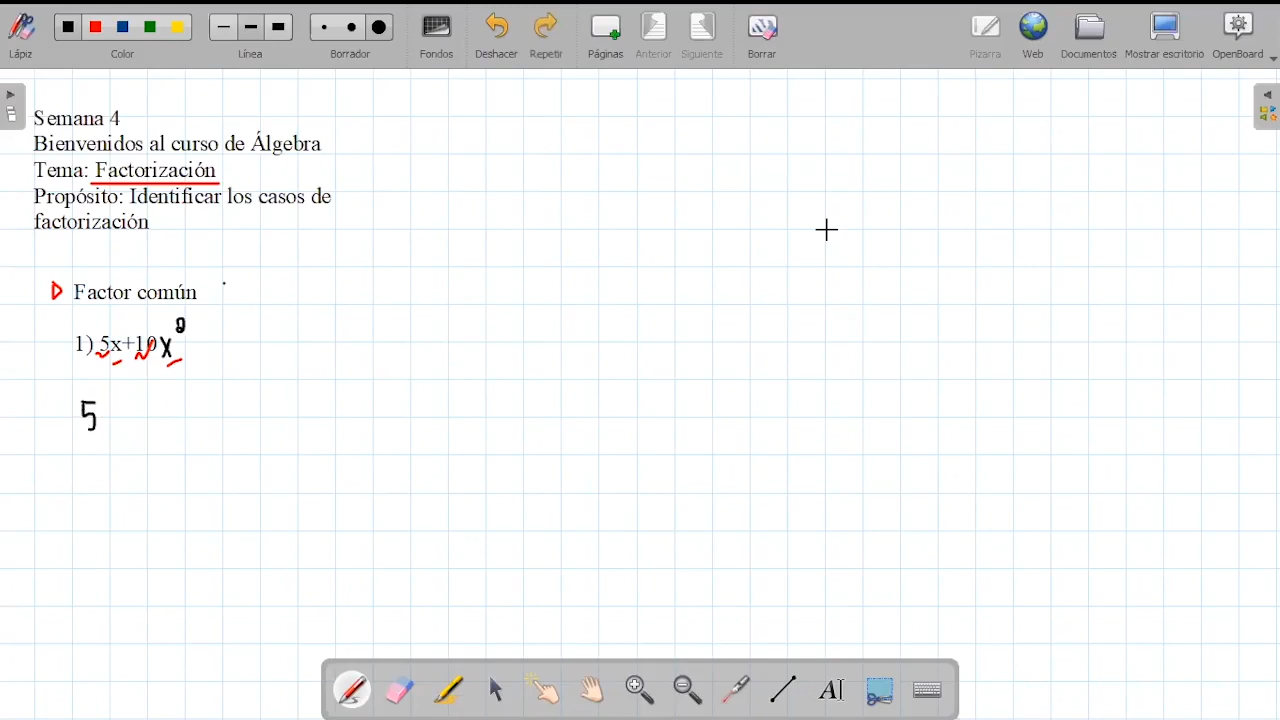 Lápiz Color Línea Borrador Fondos Deshacer Repetir Páginas Anterior Siguiente Borrar Pizarra Web Documentos Mostrar escritorio OpenBoard
Semana 4
Bienvenidos al curso de Álgebra
Tema: Factorización
Propósito: Identificar los casos de
factorización
Factor común
1) 5x+10x⁸
5